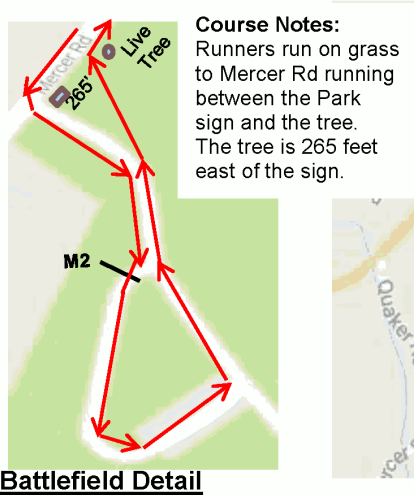 Course Notes:
Runners run on grass
to Mercer Rd running
between the Park
sign and the tree.
The tree is 265 feet
east of the sign.
Mercer Rd
Live
Tree
265'
M2
Quaker R
rcer R
Battlefield Detail